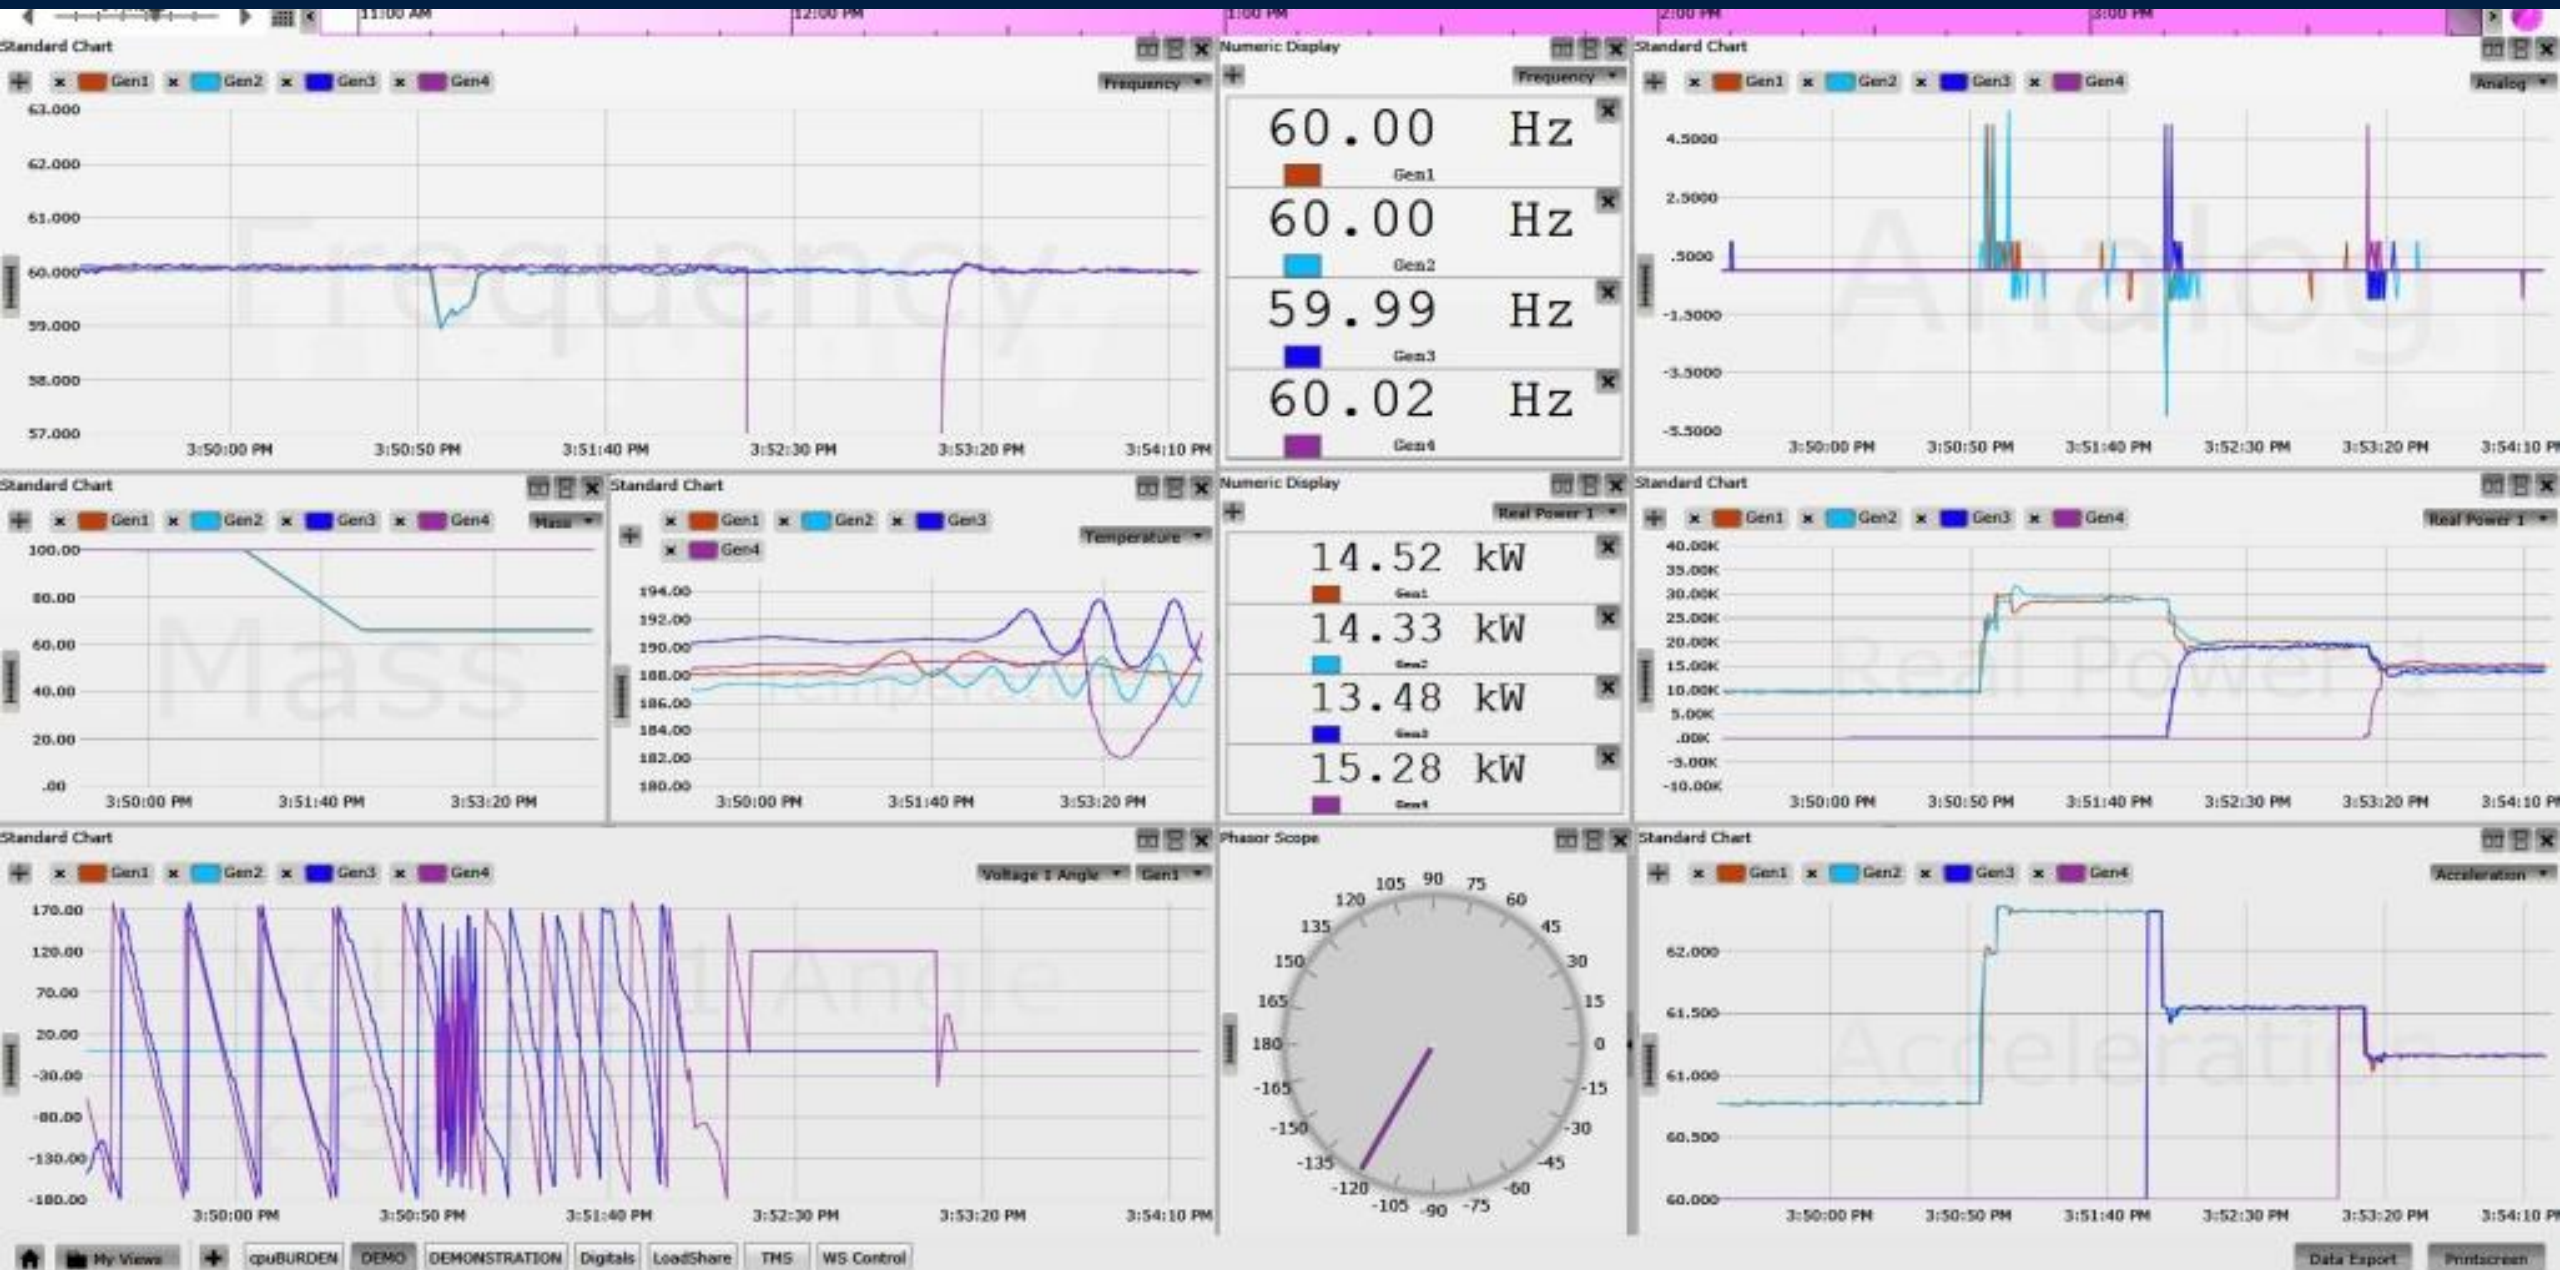 11:00 AM 12:00 PM 1:00 PM 2:00 PM 3:00 PM
Standard Chart
Gen1 Gen2 Gen3 Gen4 Frequency
Frequency
63.000
62.000
61.000
60.000
59.000
58.000
57.000
3:50:00 PM 3:50:50 PM 3:51:40 PM 3:52:30 PM 3:53:20 PM 3:54:10 PM
Numeric Display
Frequency
60.00 Hz
Gen1
60.00 Hz
Gen2
59.99 Hz
Gen3
60.02 Hz
Gen4
Standard Chart
Gen1 Gen2 Gen3 Gen4 Analog
Analog
4.5000
2.5000
.5000
-1.5000
-3.5000
-5.5000
3:50:00 PM 3:50:50 PM 3:51:40 PM 3:52:30 PM 3:53:20 PM 3:54:10 PM
Standard Chart
Gen1 Gen2 Gen3 Gen4 Mass
Mass
100.00
80.00
60.00
40.00
20.00
.00
3:50:00 PM 3:51:40 PM 3:53:20 PM
Standard Chart
Gen1 Gen2 Gen3
Gen4 Temperature
194.00
192.00
190.00
188.00
186.00
184.00
182.00
180.00
3:50:00 PM 3:51:40 PM 3:53:20 PM
Numeric Display
Real Power 1
14.52 kW
Gen1
14.33 kW
Gen2
13.48 kW
Gen3
15.28 kW
Gen4
Standard Chart
Gen1 Gen2 Gen3 Gen4 Real Power 1
Real Power 1
40.00K
35.00K
30.00K
25.00K
20.00K
15.00K
10.00K
5.00K
.00K
-5.00K
-10.00K
3:50:00 PM 3:50:50 PM 3:51:40 PM 3:52:30 PM 3:53:20 PM 3:54:10 PM
Standard Chart
Gen1 Gen2 Gen3 Gen4 Voltage 1 Angle Gen1
Voltage 1 Angle
170.00
120.00
70.00
20.00
-30.00
-80.00
-130.00
-180.00
3:50:00 PM 3:50:50 PM 3:51:40 PM 3:52:30 PM 3:53:20 PM 3:54:10 PM
Phasor Scope
105 90 75
120 60
135 45
150 30
165 15
180 0
-165 -15
-150 -30
-135 -45
-120 -60
-105 -90 -75
Standard Chart
Gen1 Gen2 Gen3 Gen4 Acceleration
Acceleration
62.000
61.500
61.000
60.500
60.000
3:50:00 PM 3:50:50 PM 3:51:40 PM 3:52:30 PM 3:53:20 PM 3:54:10 PM
My Views cpuBURDEN DEMO DEMONSTRATION Digitals LoadShare TMS WS Control Data Export Printscreen